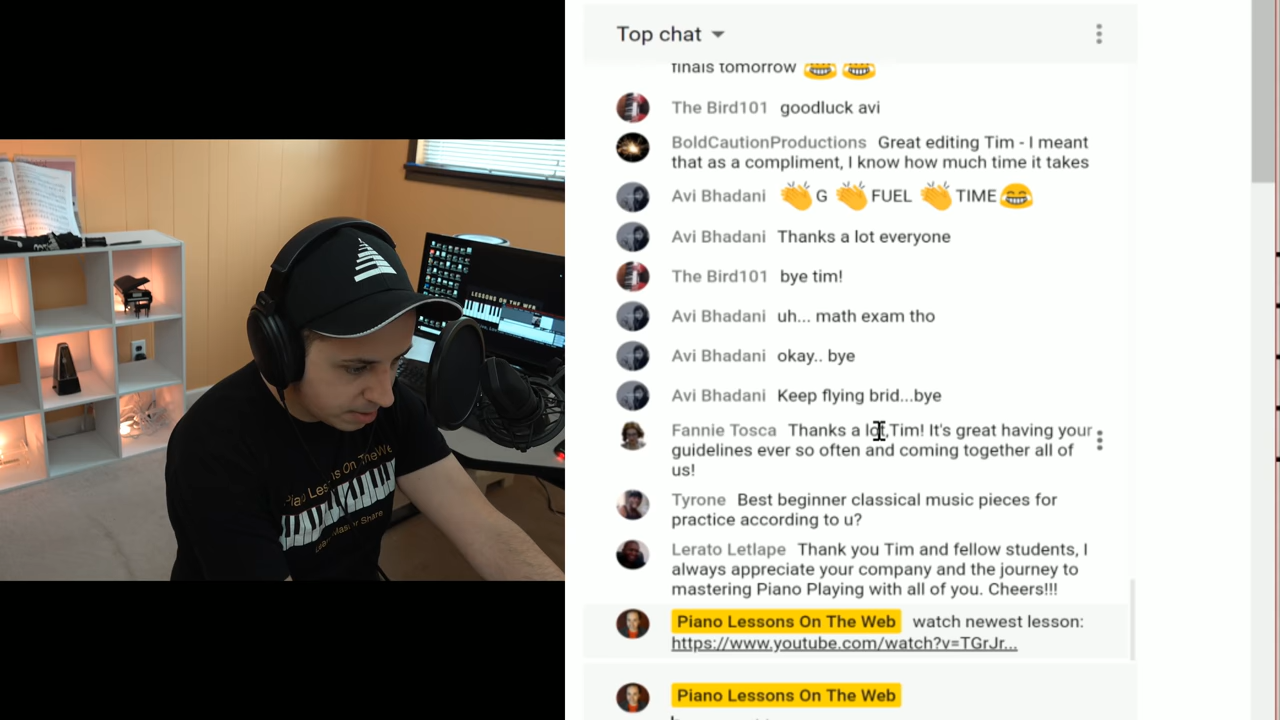 Top chat
finals tomorrow 😂 😂
The Bird101 goodluck avi
BoldCautionProductions Great editing Tim - I meant
that as a compliment, I know how much time it takes
Avi Bhadani 👏 G 👏 FUEL 👏 TIME 😂
Avi Bhadani Thanks a lot everyone
The Bird101 bye tim!
Avi Bhadani uh... math exam tho
Avi Bhadani okay.. bye
Avi Bhadani Keep flying brid...bye
Fannie Tosca Thanks a lot,Tim! It's great having your
guidelines ever so often and coming together all of
us!
Tyrone Best beginner classical music pieces for
practice according to u?
Lerato Letlape Thank you Tim and fellow students, I
always appreciate your company and the journey to
mastering Piano Playing with all of you. Cheers!!!
Piano Lessons On The Web watch newest lesson:
https://www.youtube.com/watch?v=TGrJr...
Piano Lessons On The Web
LESSONS ON THE WEB
Piano Lessons On The We